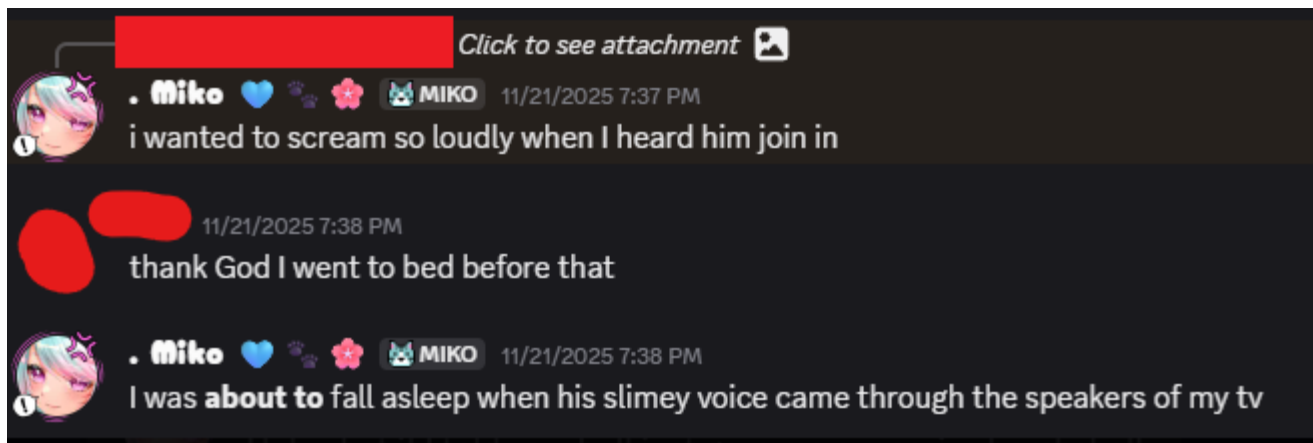 Click to see attachment
. Miko 💙 🐾 🌸 MIKO 11/21/2025 7:37 PM
i wanted to scream so loudly when I heard him join in
11/21/2025 7:38 PM
thank God I went to bed before that
. Miko 💙 🐾 🌸 MIKO 11/21/2025 7:38 PM
I was about to fall asleep when his slimey voice came through the speakers of my tv